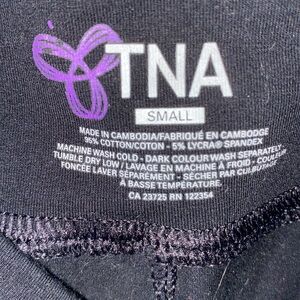 TNA
SMALL
MADE IN CAMBODIA/FABRIQUÉ EN CAMBODGE
95% COTTON/COTON - 5% LYCRA® SPANDEX
MACHINE WASH COLD - DARK COLOUR WASH SEPARATELY
TUMBLE DRY LOW / LAVAGE EN MACHINE À FROID - COULEUR
FONCÉE LAVER SÉPARÉMENT - SÉCHER PAR CULBUTAGE
À BASSE TEMPÉRATURE.
CA 23725 RN 122354